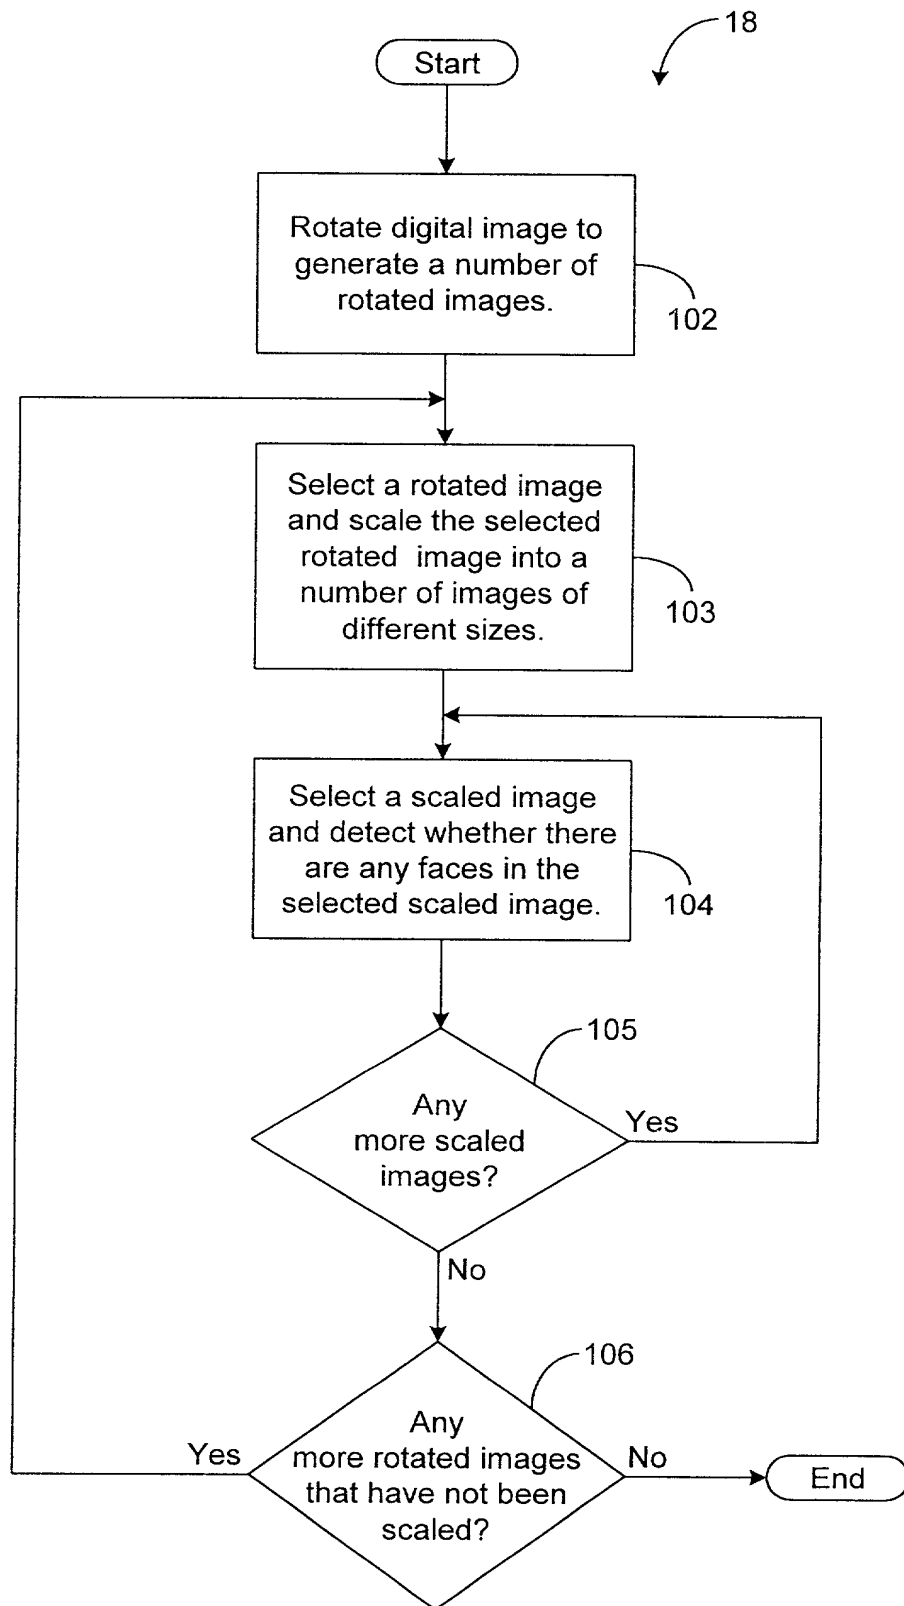 18
Start
Rotate digital image to
generate a number of
rotated images.
102
Select a rotated image
and scale the selected
rotated image into a
number of images of
different sizes.
103
Select a scaled image
and detect whether there
are any faces in the
selected scaled image.
104
105
Any
more scaled
images?
Yes
No
106
Any
more rotated images
that have not been
scaled?
Yes
No
End